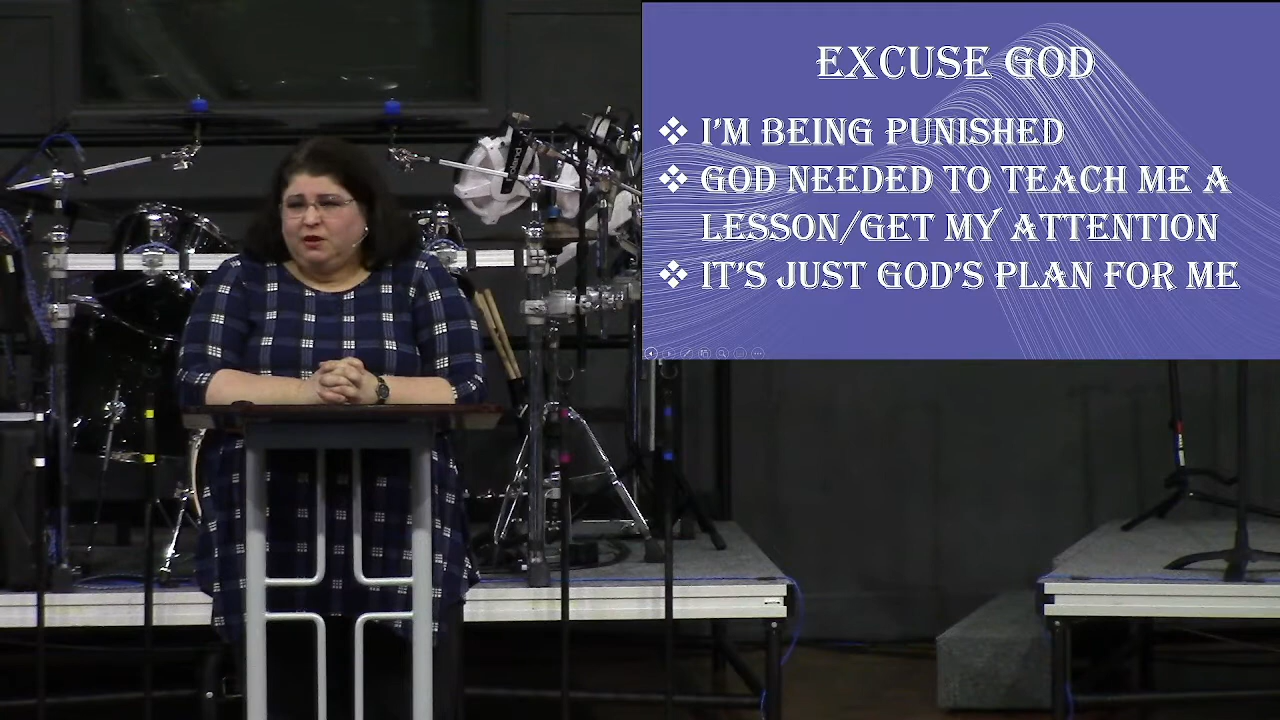 EXCUSE GOD
❖ I'M BEING PUNISHED
❖ GOD NEEDED TO TEACH ME A
LESSON/GET MY ATTENTION
❖ IT'S JUST GOD'S PLAN FOR ME
Roland